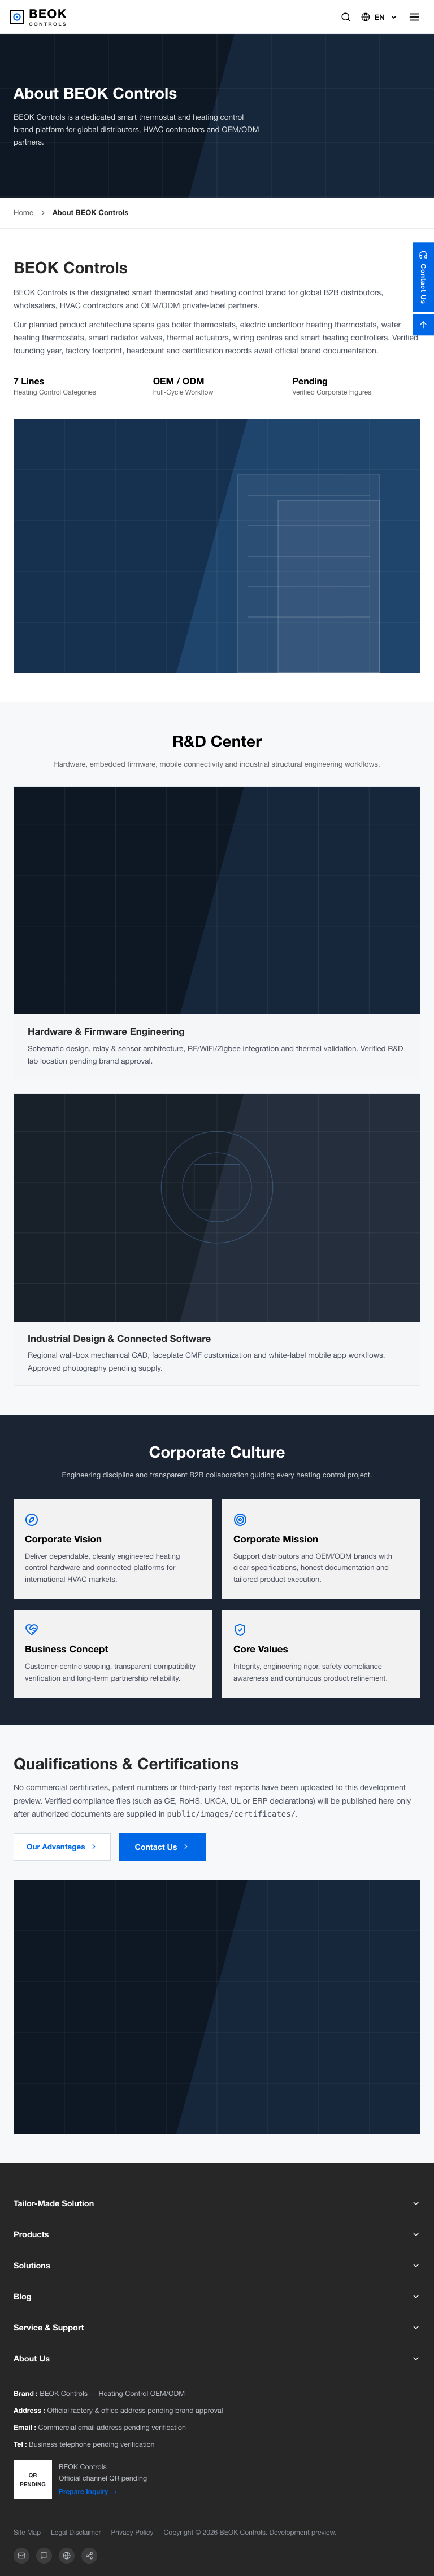 BEOK
CONTROLS
EN
About BEOK Controls
BEOK Controls is a dedicated smart thermostat and heating control
brand platform for global distributors, HVAC contractors and OEM/ODM
partners.
Home
About BEOK Controls
Contact Us
BEOK Controls
BEOK Controls is the designated smart thermostat and heating control brand for global B2B distributors,
wholesalers, HVAC contractors and OEM/ODM private-label partners.
Our planned product architecture spans gas boiler thermostats, electric underfloor heating thermostats, water
heating thermostats, smart radiator valves, thermal actuators, wiring centres and smart heating controllers. Verified
founding year, factory footprint, headcount and certification records await official brand documentation.
7 Lines
Heating Control Categories
OEM / ODM
Full-Cycle Workflow
Pending
Verified Corporate Figures
R&D Center
Hardware, embedded firmware, mobile connectivity and industrial structural engineering workflows.
Hardware & Firmware Engineering
Schematic design, relay & sensor architecture, RF/WiFi/Zigbee integration and thermal validation. Verified R&D
lab location pending brand approval.
Industrial Design & Connected Software
Regional wall-box mechanical CAD, faceplate CMF customization and white-label mobile app workflows.
Approved photography pending supply.
Corporate Culture
Engineering discipline and transparent B2B collaboration guiding every heating control project.
Corporate Vision
Deliver dependable, cleanly engineered heating
control hardware and connected platforms for
international HVAC markets.
Corporate Mission
Support distributors and OEM/ODM brands with
clear specifications, honest documentation and
tailored product execution.
Business Concept
Customer-centric scoping, transparent compatibility
verification and long-term partnership reliability.
Core Values
Integrity, engineering rigor, safety compliance
awareness and continuous product refinement.
Qualifications & Certifications
No commercial certificates, patent numbers or third-party test reports have been uploaded to this development
preview. Verified compliance files (such as CE, RoHS, UKCA, UL or ERP declarations) will be published here only
after authorized documents are supplied in public/images/certificates/.
Our Advantages
Contact Us
Tailor-Made Solution
Products
Solutions
Blog
Service & Support
About Us
Brand : BEOK Controls — Heating Control OEM/ODM
Address : Official factory & office address pending brand approval
Email : Commercial email address pending verification
Tel : Business telephone pending verification
QR
PENDING
BEOK Controls
Official channel QR pending
Prepare Inquiry →
Site Map
Legal Disclaimer
Privacy Policy
Copyright © 2026 BEOK Controls. Development preview.